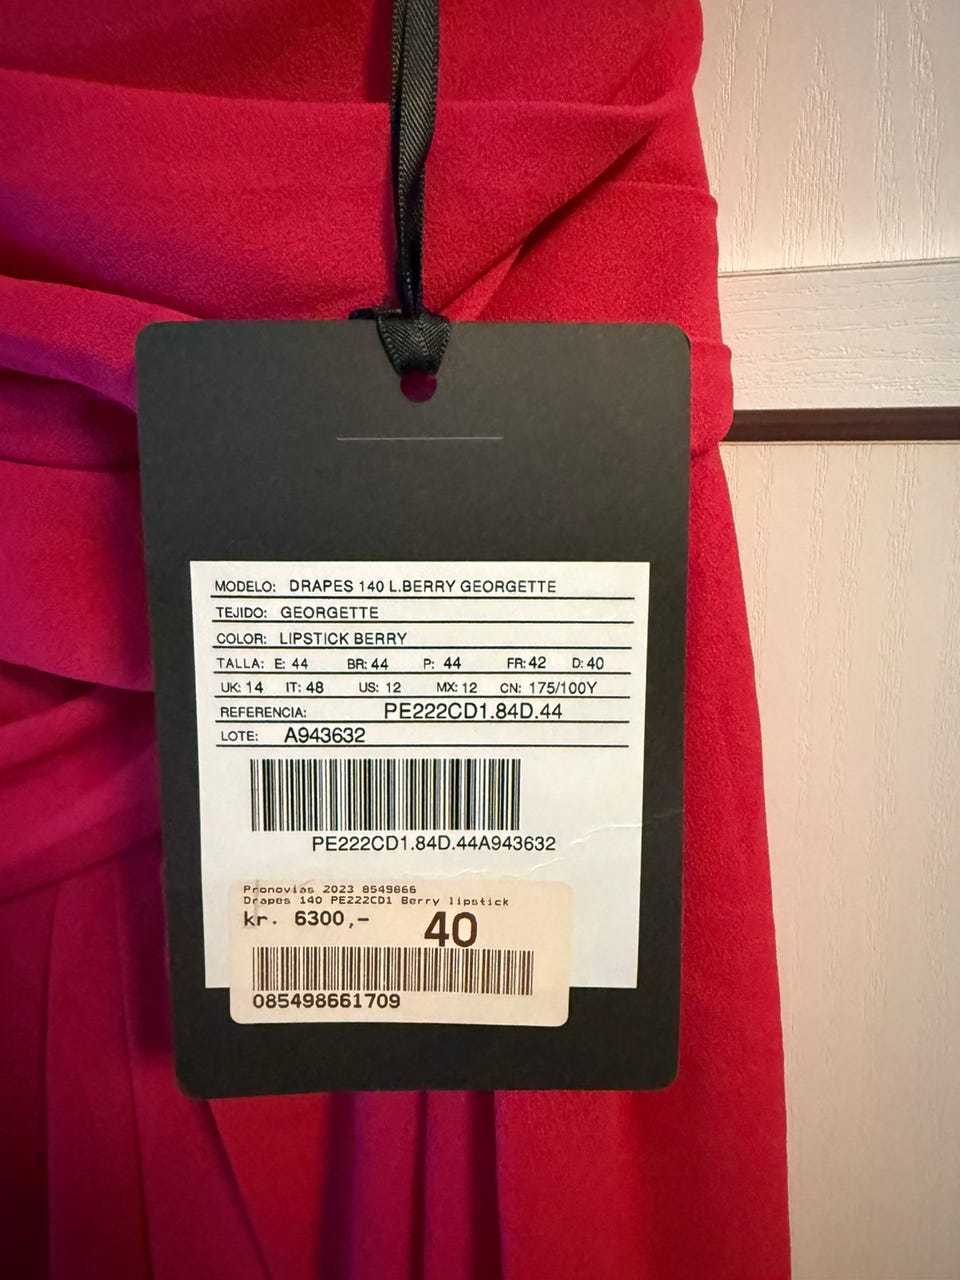 MODELO: DRAPES 140 L.BERRY GEORGETTE
TEJIDO: GEORGETTE
COLOR: LIPSTICK BERRY
TALLA: E: 44 BR: 44 P: 44 FR: 42 D: 40
UK: 14 IT: 48 US: 12 MX: 12 CN: 175/100Y
REFERENCIA: PE222CD1.84D.44
LOTE: A943632
PE222CD1.84D.44A943632
Pronovias 2023 8549866
Drapes 140 PE222CD1 Berry lipstick
kr. 6300,- 40
085498661709